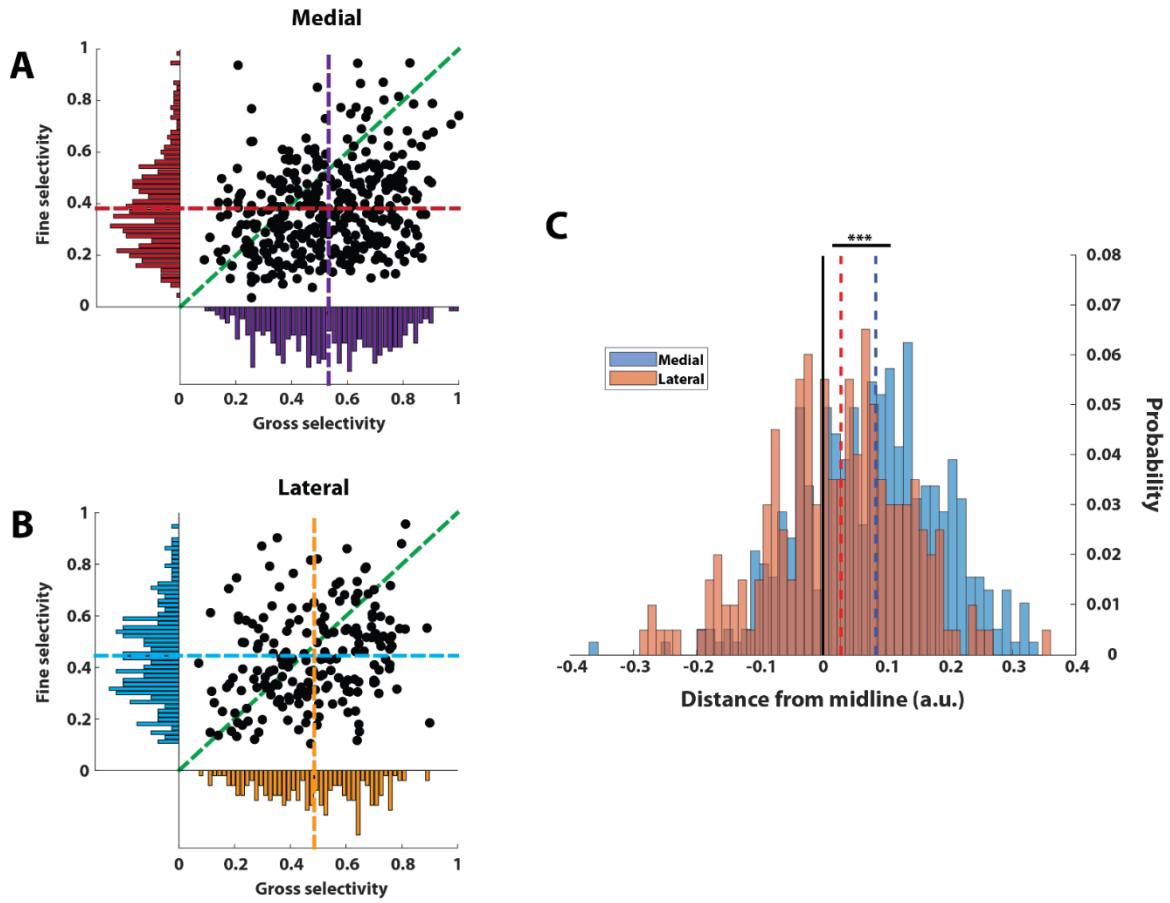 Medial
A
1
0.8
0.6
0.4
0.2
0
Fine selectivity
0.2 0.4 0.6 0.8 1
Gross selectivity
Lateral
B
1
0.8
0.6
0.4
0.2
0
Fine selectivity
0 0.2 0.4 0.6 0.8 1
Gross selectivity
C
***
Medial
Lateral
0.08
0.07
0.06
0.05
0.04
0.03
0.02
0.01
0
Probability
-0.4 -0.3 -0.2 -0.1 0 0.1 0.2 0.3 0.4
Distance from midline (a.u.)